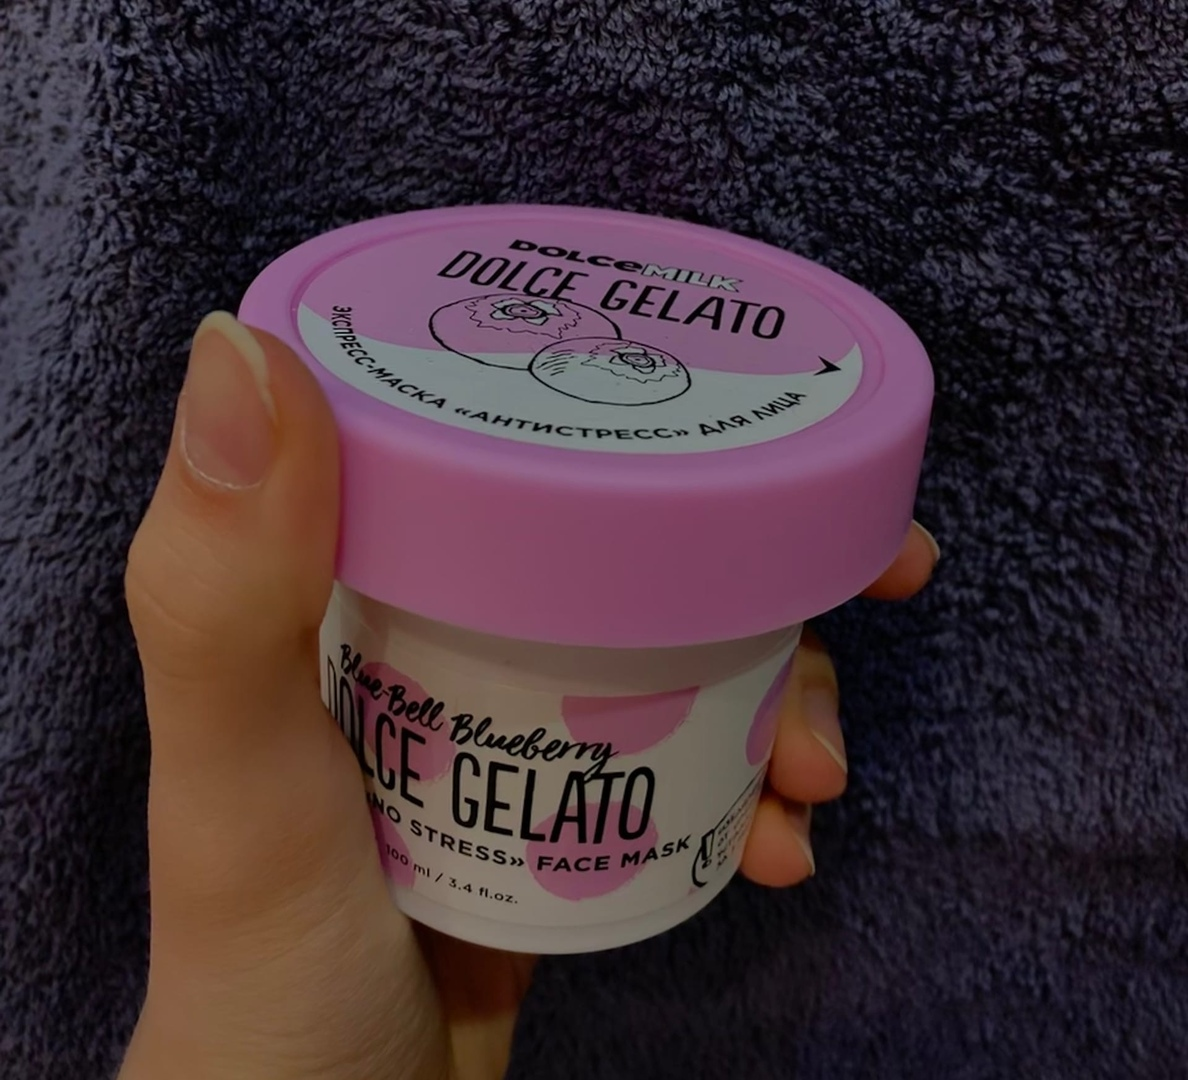 DOLCEMILK
DOLCE GELATO
ЭКСПРЕСС-МАСКА «АНТИСТРЕСС» ДЛЯ ЛИЦА
Blue-Bell Blueberry
DOLCE GELATO
«NO STRESS» FACE MASK
100 ml / 3.4 fl.oz.